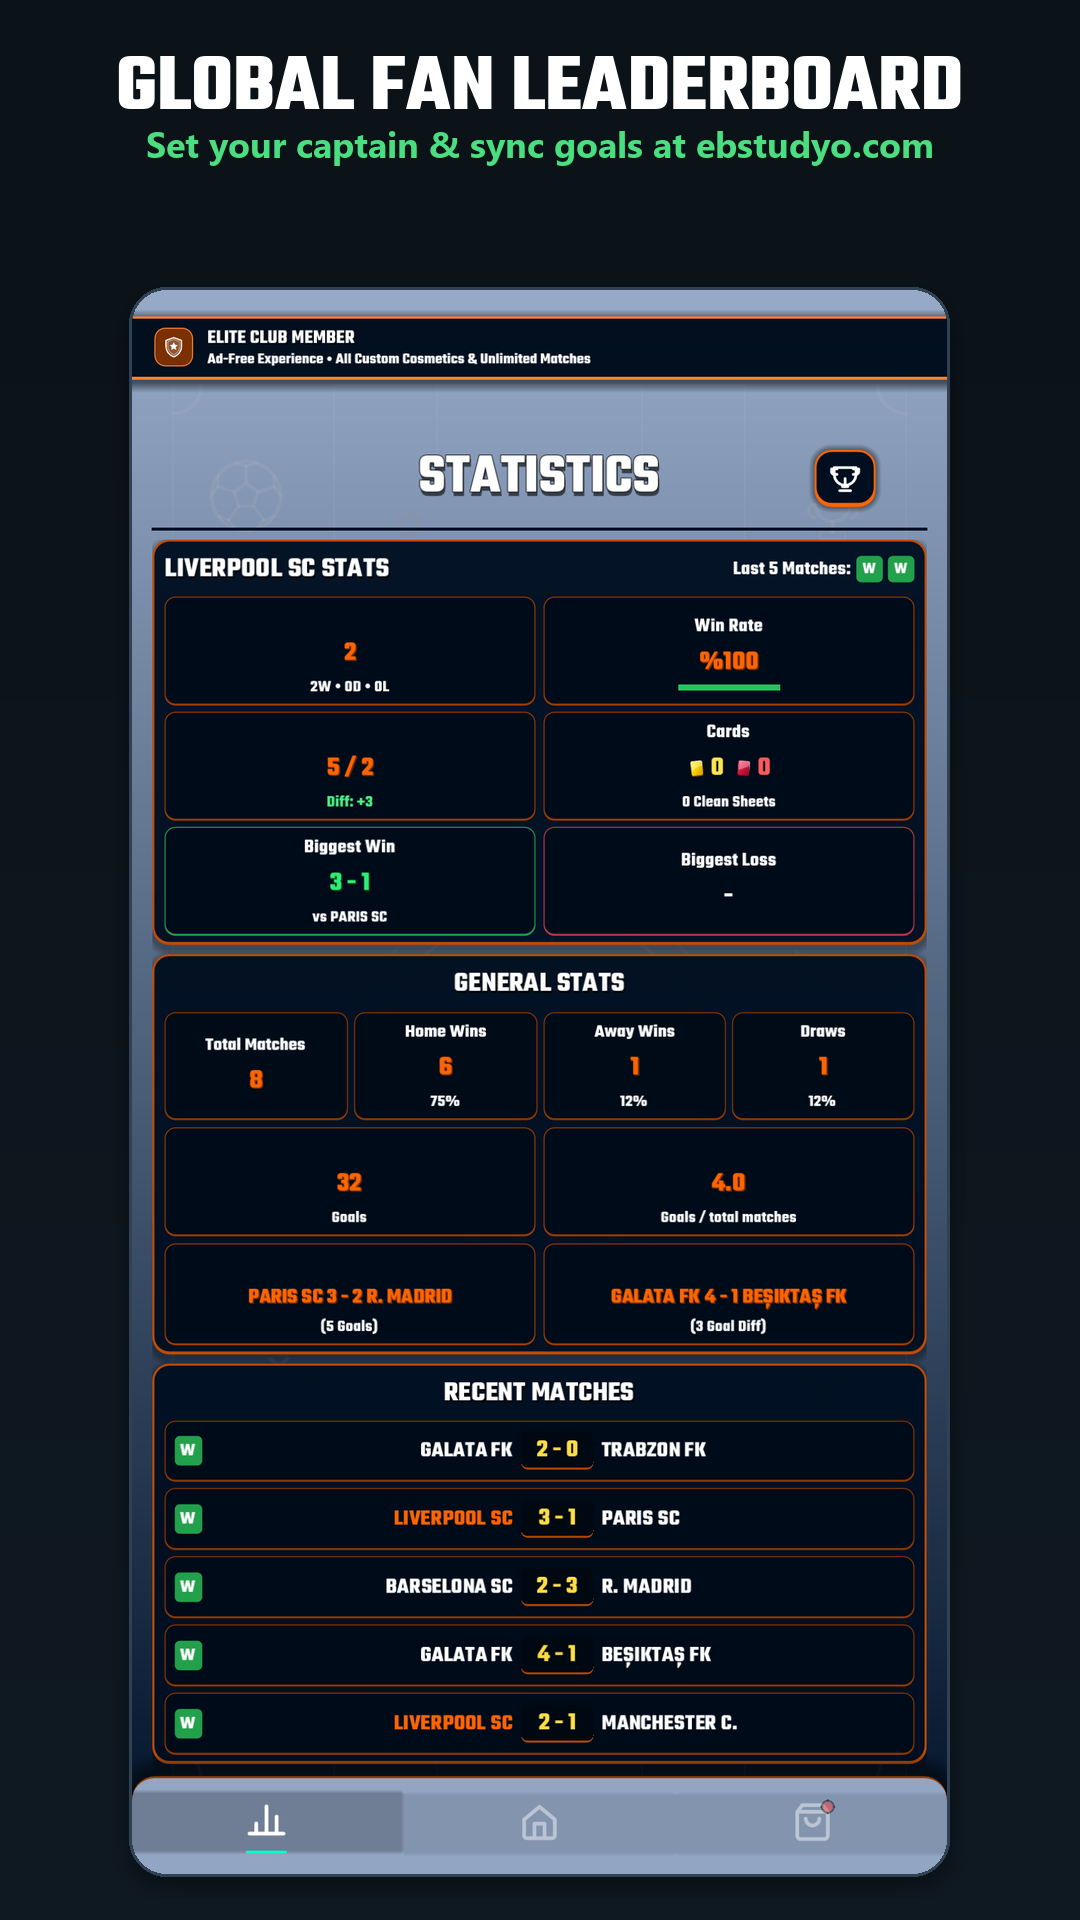 GLOBAL FAN LEADERBOARD
Set your captain & sync goals at ebstudyo.com
ELITE CLUB MEMBER
Ad-Free Experience • All Custom Cosmetics & Unlimited Matches
STATISTICS
LIVERPOOL SC STATS
Last 5 Matches: W W
2
2W • 0D • 0L
Win Rate
%100
5 / 2
Diff: +3
Cards
0 0
0 Clean Sheets
Biggest Win
3 - 1
vs PARIS SC
Biggest Loss
-
GENERAL STATS
Total Matches
8
Home Wins
6
75%
Away Wins
1
12%
Draws
1
12%
32
Goals
4.0
Goals / total matches
PARIS SC 3 - 2 R. MADRID
(5 Goals)
GALATA FK 4 - 1 BEŞIKTAŞ FK
(3 Goal Diff)
RECENT MATCHES
W GALATA FK 2 - 0 TRABZON FK
W LIVERPOOL SC 3 - 1 PARIS SC
W BARSELONA SC 2 - 3 R. MADRID
W GALATA FK 4 - 1 BEŞIKTAŞ FK
W LIVERPOOL SC 2 - 1 MANCHESTER C.